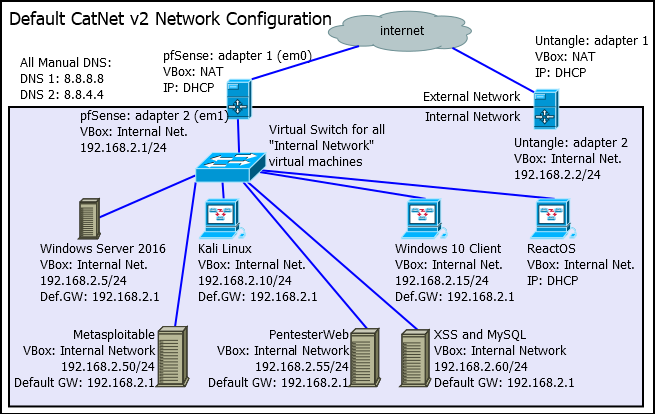 Default CatNet v2 Network Configuration
internet
All Manual DNS:
DNS 1: 8.8.8.8
DNS 2: 8.8.4.4
pfSense: adapter 1 (em0)
VBox: NAT
IP: DHCP
Untangle: adapter 1
VBox: NAT
IP: DHCP
External Network
Internal Network
pfSense: adapter 2 (em1)
VBox: Internal Net.
192.168.2.1/24
Virtual Switch for all
"Internal Network"
virtual machines
Untangle: adapter 2
VBox: Internal Net.
192.168.2.2/24
Windows Server 2016
VBox: Internal Net.
192.168.2.5/24
Def.GW: 192.168.2.1
Kali Linux
VBox: Internal Net.
192.168.2.10/24
Def.GW: 192.168.2.1
Windows 10 Client
VBox: Internal Net.
192.168.2.15/24
Def.GW: 192.168.2.1
ReactOS
VBox: Internal Net.
IP: DHCP
Metasploitable
VBox: Internal Network
192.168.2.50/24
Default GW: 192.168.2.1
PentesterWeb
VBox: Internal Network
192.168.2.55/24
Default GW: 192.168.2.1
XSS and MySQL
VBox: Internal Network
192.168.2.60/24
Default GW: 192.168.2.1